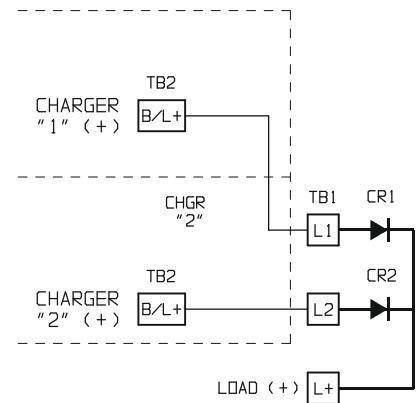 TB2
CHARGER
"1" (+)
B/L+
CHGR
"2"
TB1
CR1
L1
TB2
CR2
CHARGER
"2" (+)
B/L+
L2
LOAD (+)
L+